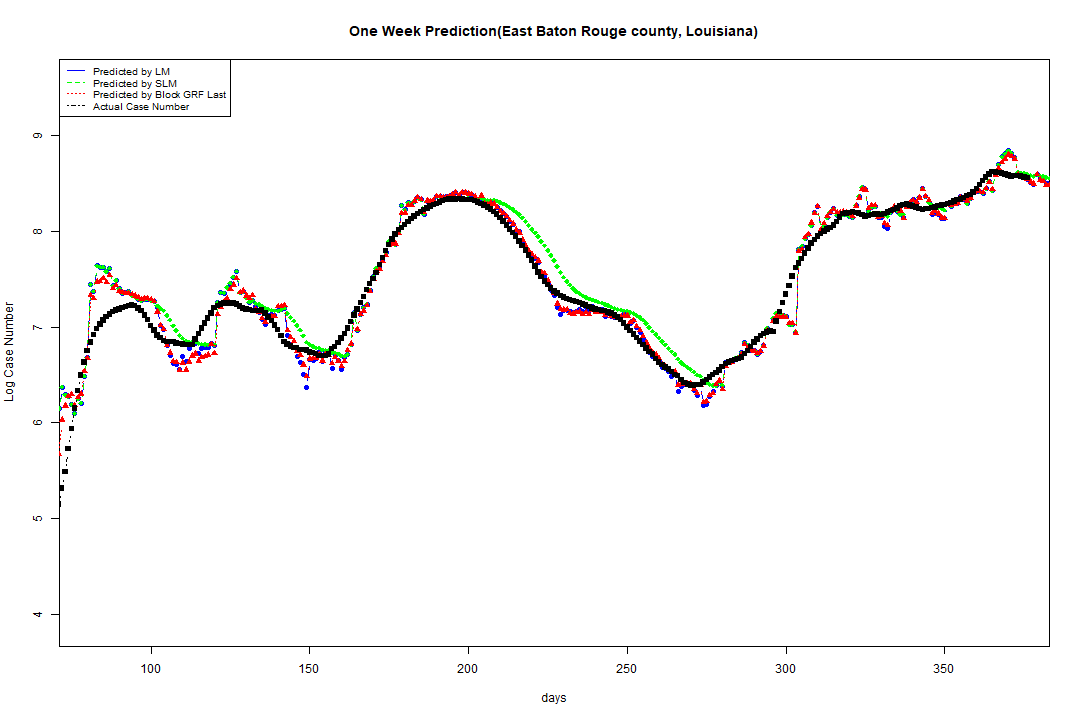 One Week Prediction(East Baton Rouge county, Louisiana)
Predicted by LM
Predicted by SLM
Predicted by Block GRF Last
Actual Case Number
9
8
7
6
5
4
Log Case Number
100 150 200 250 300 350
days